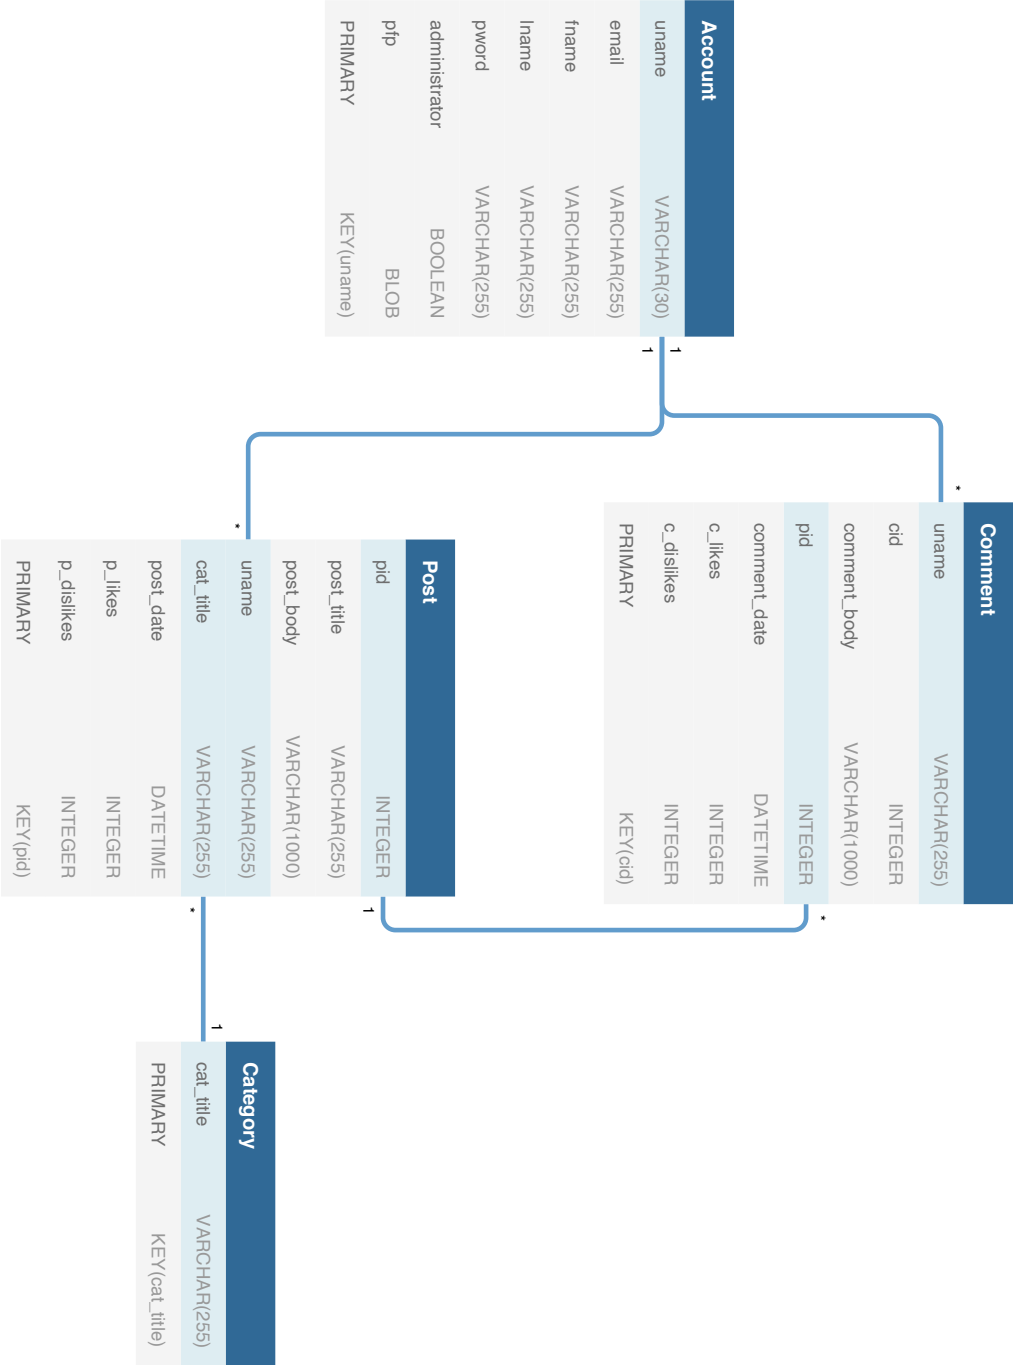 Account
uname VARCHAR(30)
email VARCHAR(255)
fname VARCHAR(255)
lname VARCHAR(255)
pword VARCHAR(255)
administrator BOOLEAN
pfp BLOB
PRIMARY KEY(uname)
1
1
*
*
Comment
uname VARCHAR(255)
cid INTEGER
comment_body VARCHAR(1000)
pid INTEGER
comment_date DATETIME
c_likes INTEGER
c_dislikes INTEGER
PRIMARY KEY(cid)
*
Post
pid INTEGER
post_title VARCHAR(255)
post_body VARCHAR(1000)
uname VARCHAR(255)
cat_title VARCHAR(255)
post_date DATETIME
p_likes INTEGER
p_dislikes INTEGER
PRIMARY KEY(pid)
1
*
1
Category
cat_title VARCHAR(255)
PRIMARY KEY(cat_title)